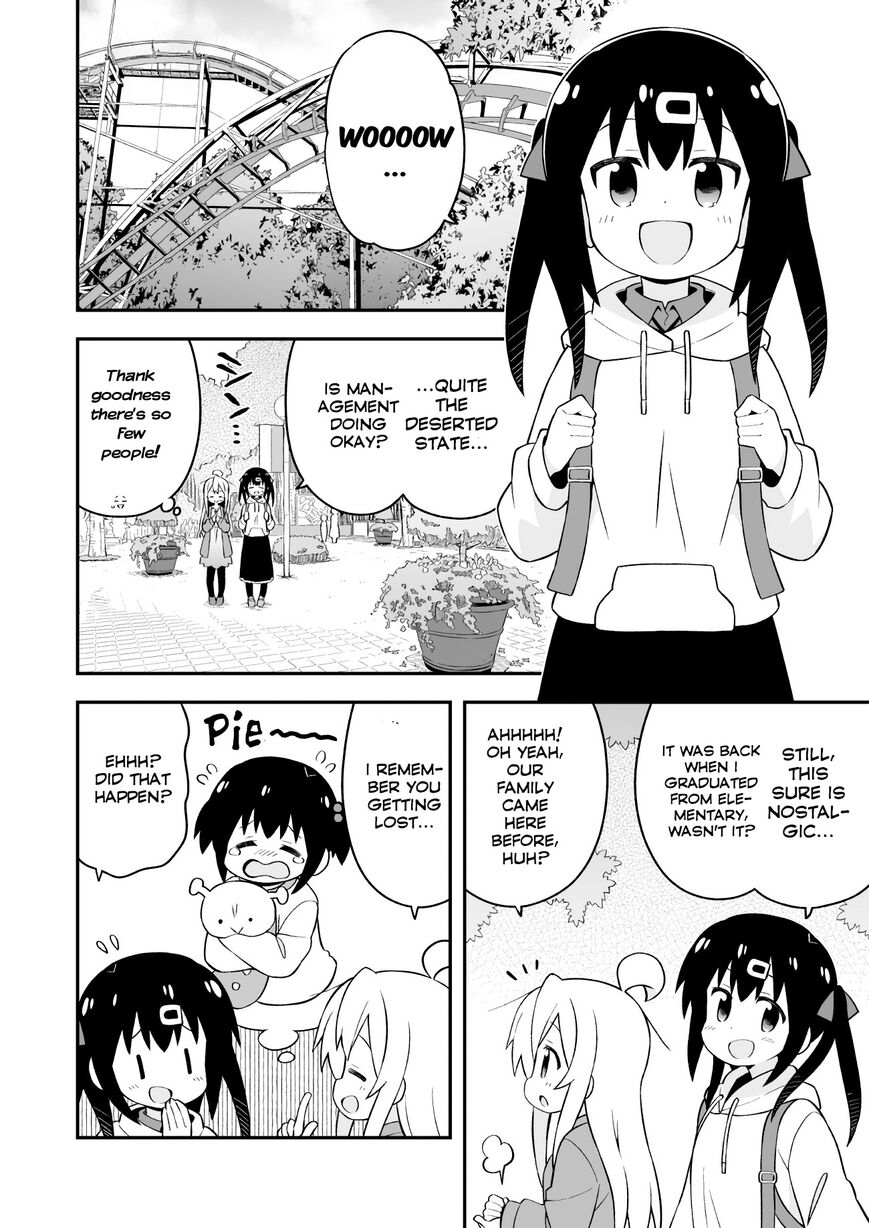 WOOOOW
...
...QUITE
THE
DESERTED
STATE...
IS MAN-
AGEMENT
DOING
OKAY?
Thank
goodness
there's so
few
people!
STILL,
THIS
SURE IS
NOSTAL-
GIC...
IT WAS BACK
WHEN I
GRADUATED
FROM ELE-
MENTARY,
WASN'T IT?
AHHHHH!
OH YEAH,
OUR
FAMILY
CAME
HERE
BEFORE,
HUH?
I REMEM-
BER YOU
GETTING
LOST...
Pie~~
EHHH?
DID THAT
HAPPEN?